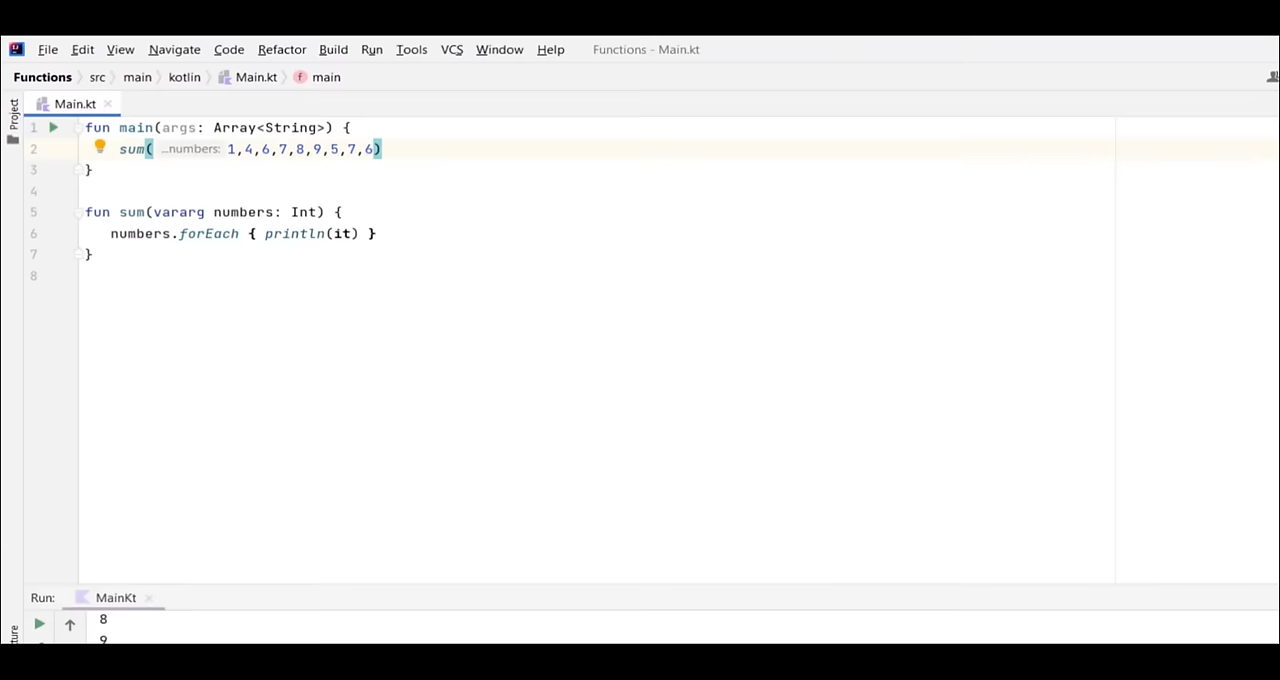 File Edit View Navigate Code Refactor Build Run Tools VCS Window Help Functions - Main.kt
Functions src main kotlin Main.kt main
Project
Main.kt
1 fun main(args: Array<String>) {
2 sum( ...numbers: 1,4,6,7,8,9,5,7,6)
3 }
4
5 fun sum(vararg numbers: Int) {
6 numbers.forEach { println(it) }
7 }
8
Run: MainKt
8
9